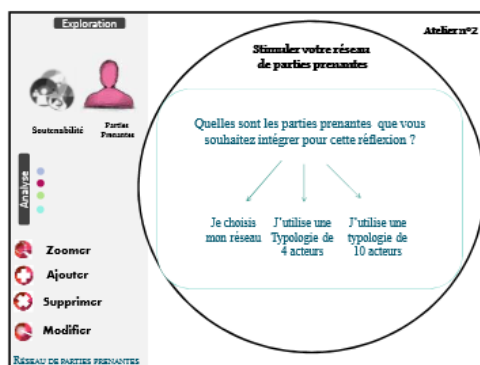 Exploration
Atelier n°2
Stimuler votre réseau
de parties prenantes
Soutenabilité
Parties
Prenantes
Quelles sont les parties prenantes que vous
souhaitez intégrer pour cette réflexion ?
Analyse
Je choisis
mon réseau
J'utilise une
Typologie de
4 acteurs
J'utilise une
typologie de
10 acteurs
Zoomer
Ajouter
Supprimer
Modifier
RÉSEAU DE PARTIES PRENANTES